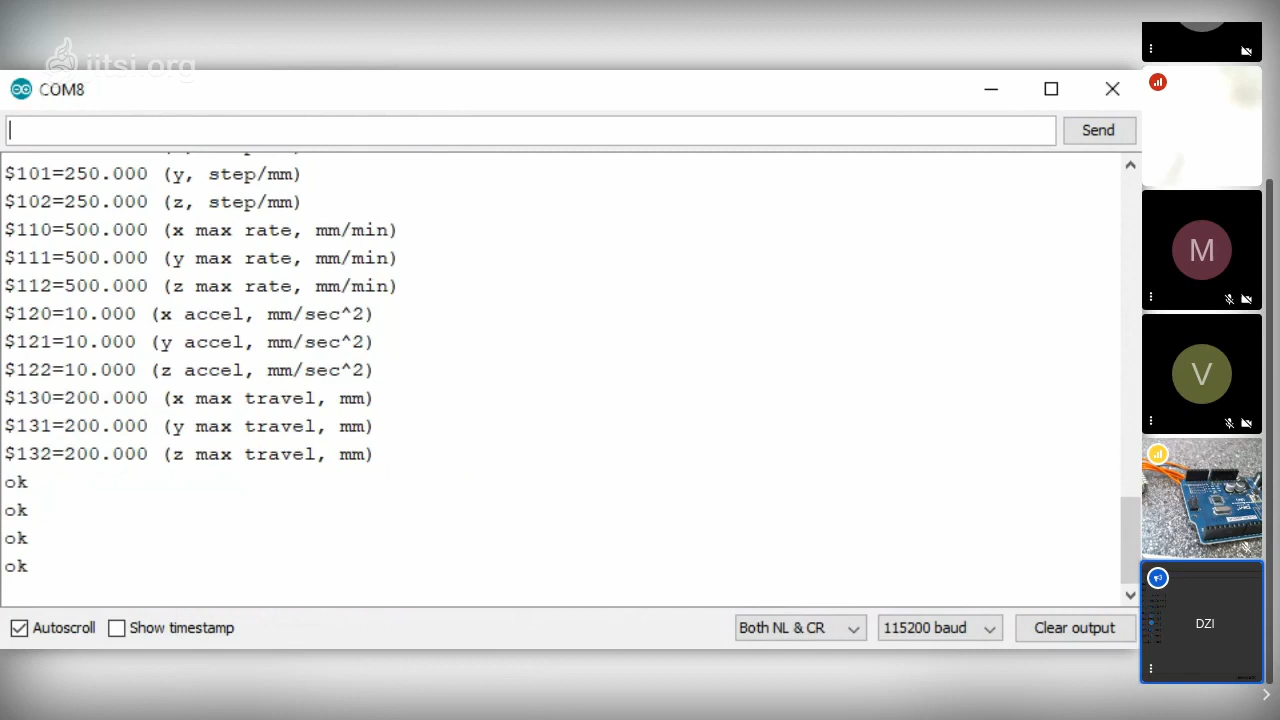 jitsi.org
COM8
Send
$101=250.000 (y, step/mm)
$102=250.000 (z, step/mm)
$110=500.000 (x max rate, mm/min)
$111=500.000 (y max rate, mm/min)
$112=500.000 (z max rate, mm/min)
$120=10.000 (x accel, mm/sec^2)
$121=10.000 (y accel, mm/sec^2)
$122=10.000 (z accel, mm/sec^2)
$130=200.000 (x max travel, mm)
$131=200.000 (y max travel, mm)
$132=200.000 (z max travel, mm)
ok
ok
ok
ok
Autoscroll
Show timestamp
Both NL & CR
115200 baud
Clear output
M
V
DZI